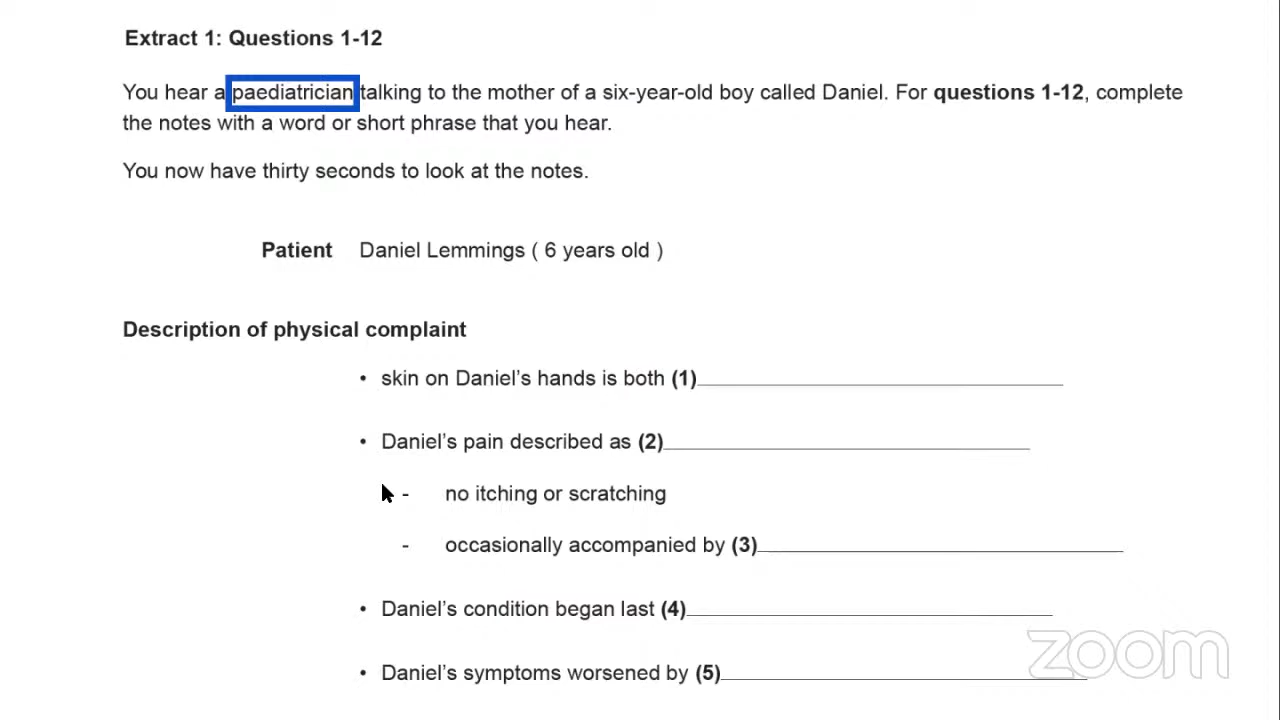 Extract 1: Questions 1-12
You hear a paediatrician talking to the mother of a six-year-old boy called Daniel. For questions 1-12, complete
the notes with a word or short phrase that you hear.
You now have thirty seconds to look at the notes.
Patient Daniel Lemmings ( 6 years old )
Description of physical complaint
• skin on Daniel's hands is both (1)
• Daniel's pain described as (2)
- no itching or scratching
- occasionally accompanied by (3)
• Daniel's condition began last (4)
• Daniel's symptoms worsened by (5)
zoom